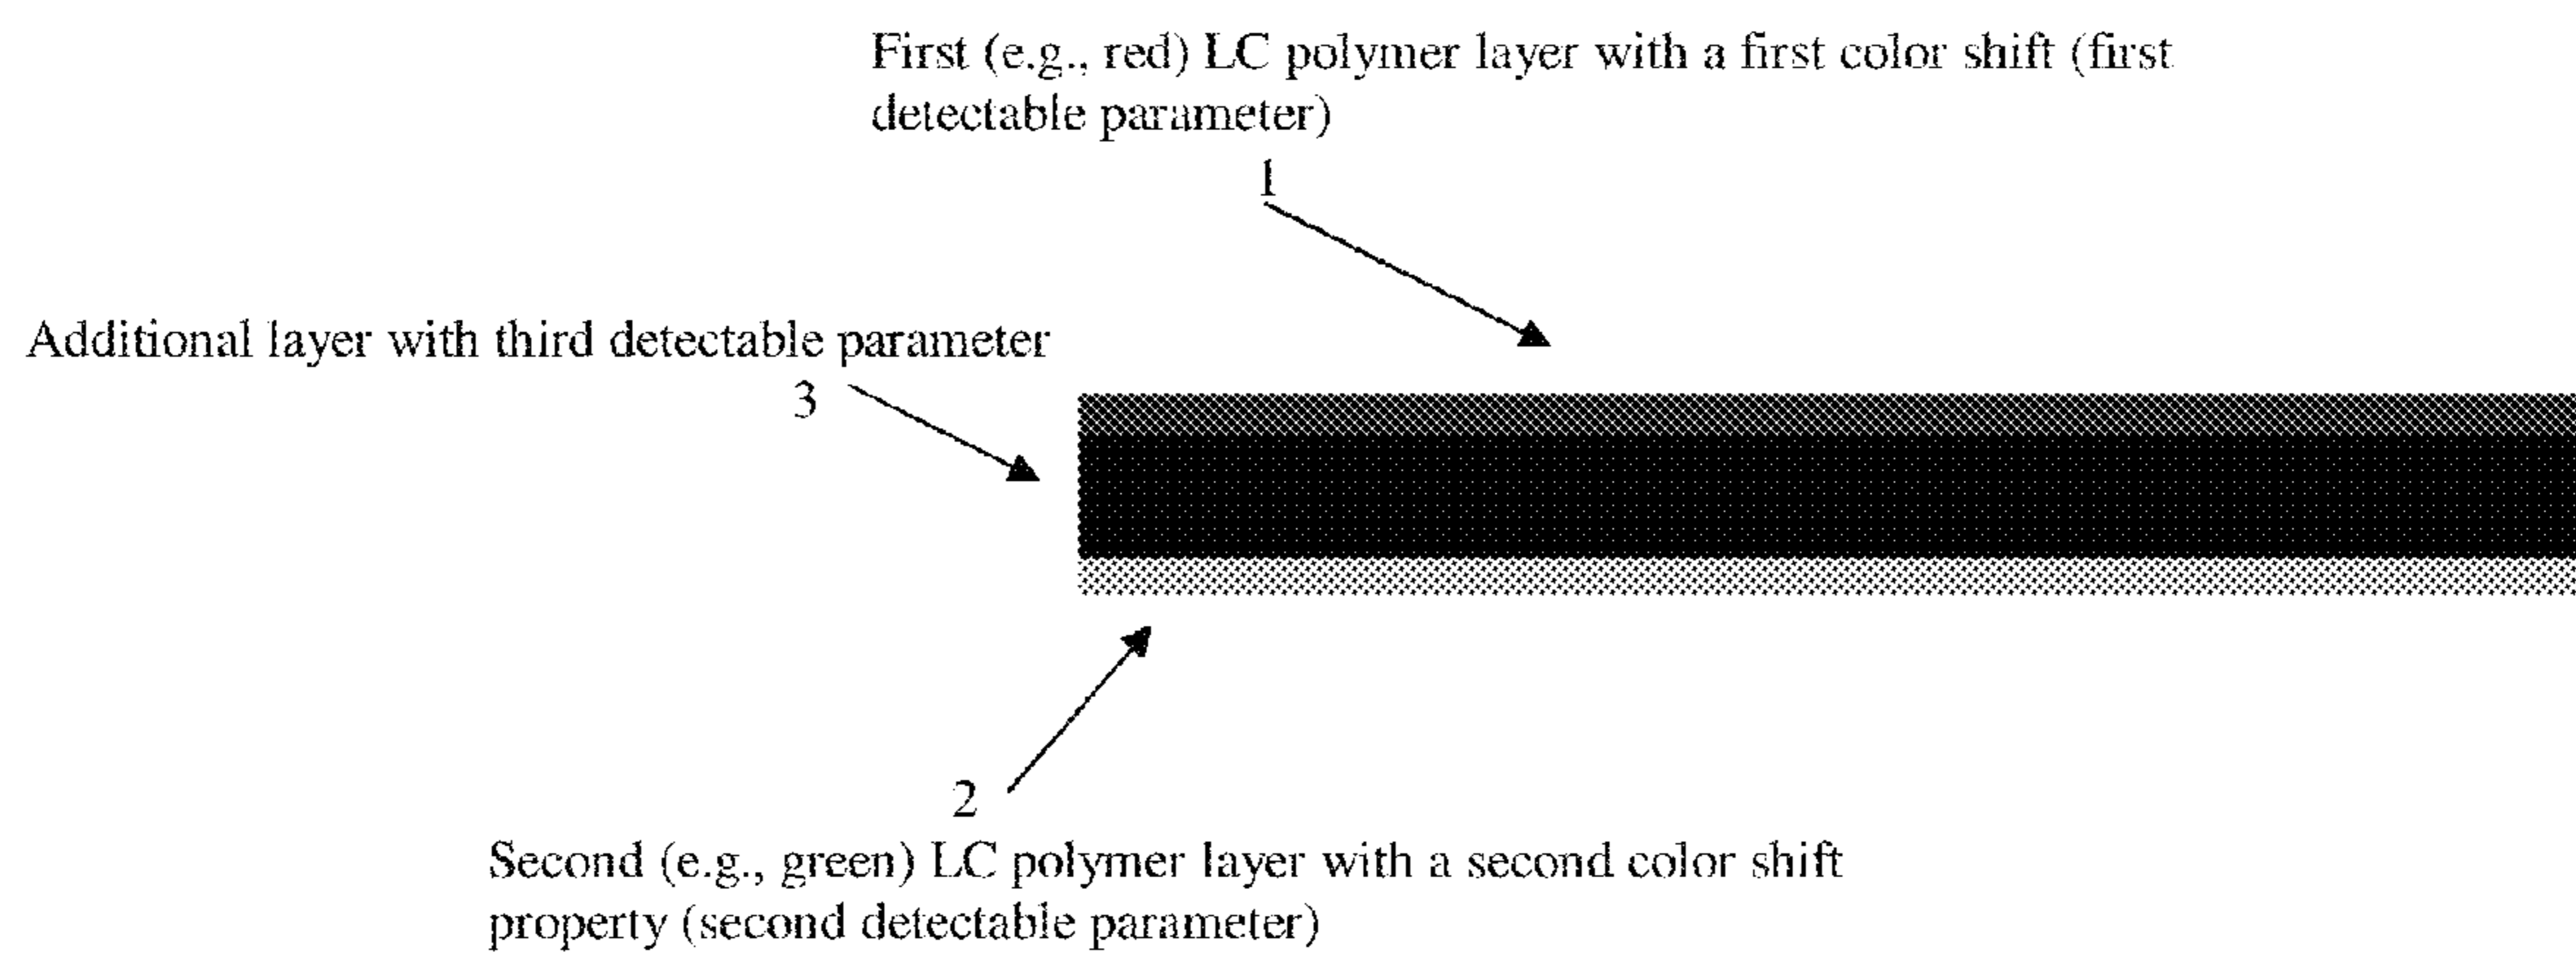 First (e.g., red) LC polymer layer with a first color shift (first
detectable parameter)
1
Additional layer with third detectable parameter
3
2
Second (e.g., green) LC polymer layer with a second color shift
property (second detectable parameter)